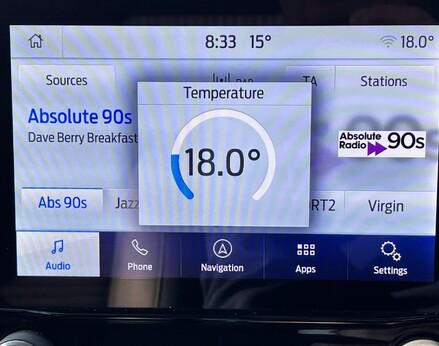 8:33 15° 18.0°
Sources DAB TA Stations
Temperature
Absolute 90s
Dave Berry Breakfast
18.0°
Absolute
Radio 90s
Abs 90s Jazz RT2 Virgin
Audio Phone Navigation Apps Settings